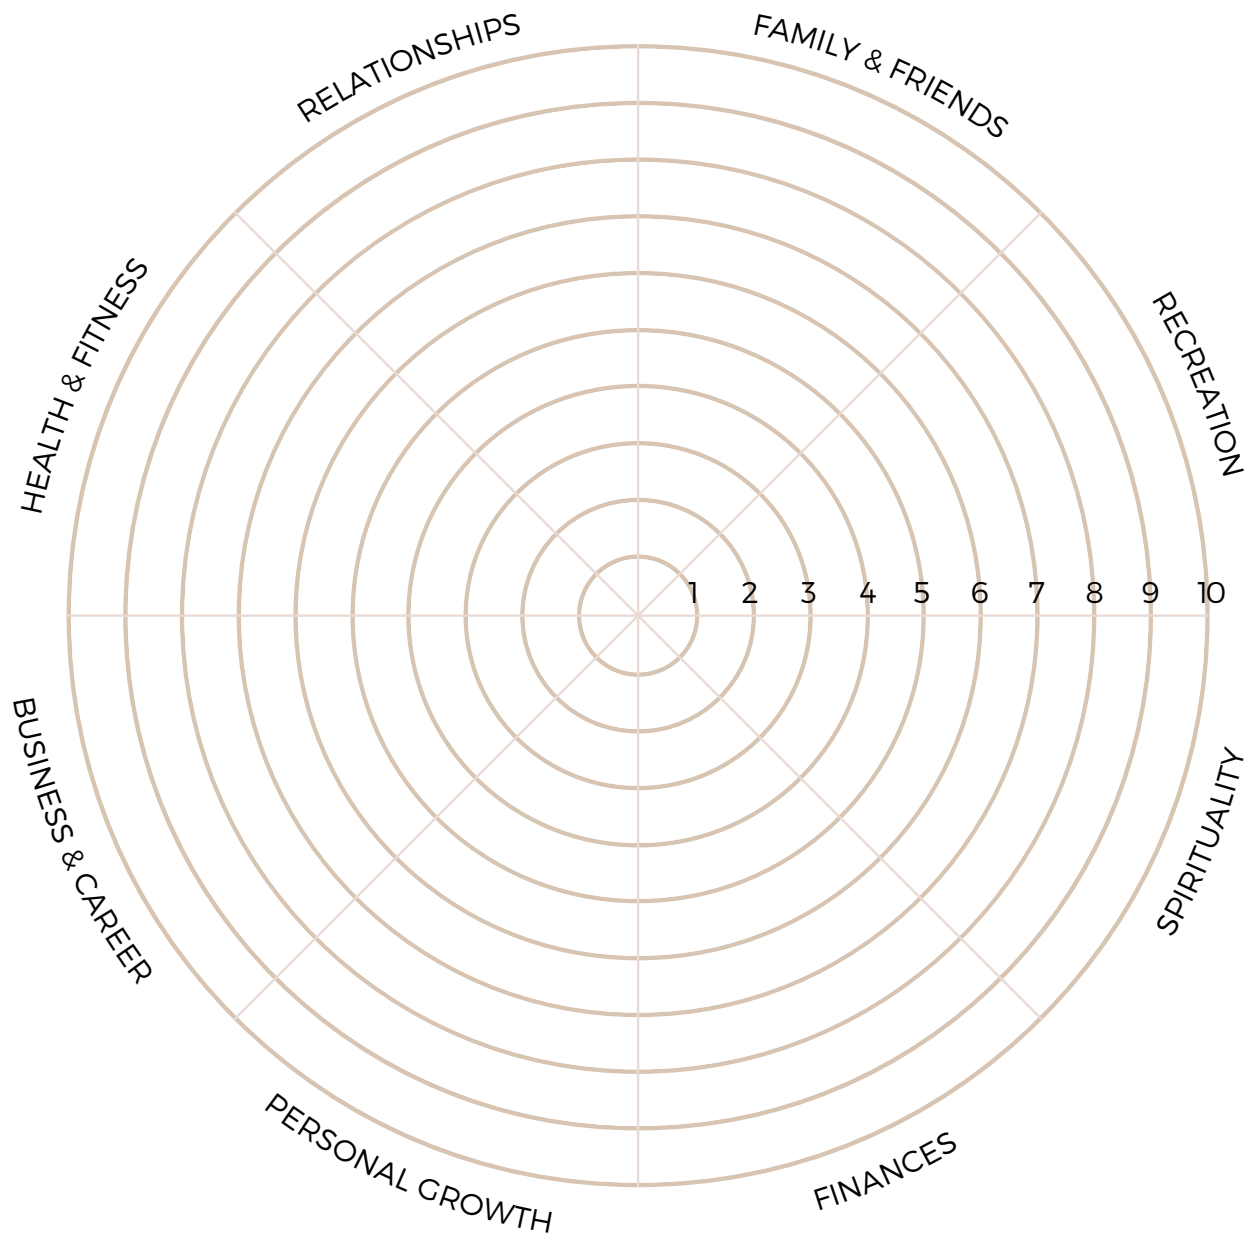 RELATIONSHIPS
FAMILY & FRIENDS
HEALTH & FITNESS
RECREATION
1 2 3 4 5 6 7 8 9 10
BUSINESS & CAREER
SPIRITUALITY
PERSONAL GROWTH
FINANCES